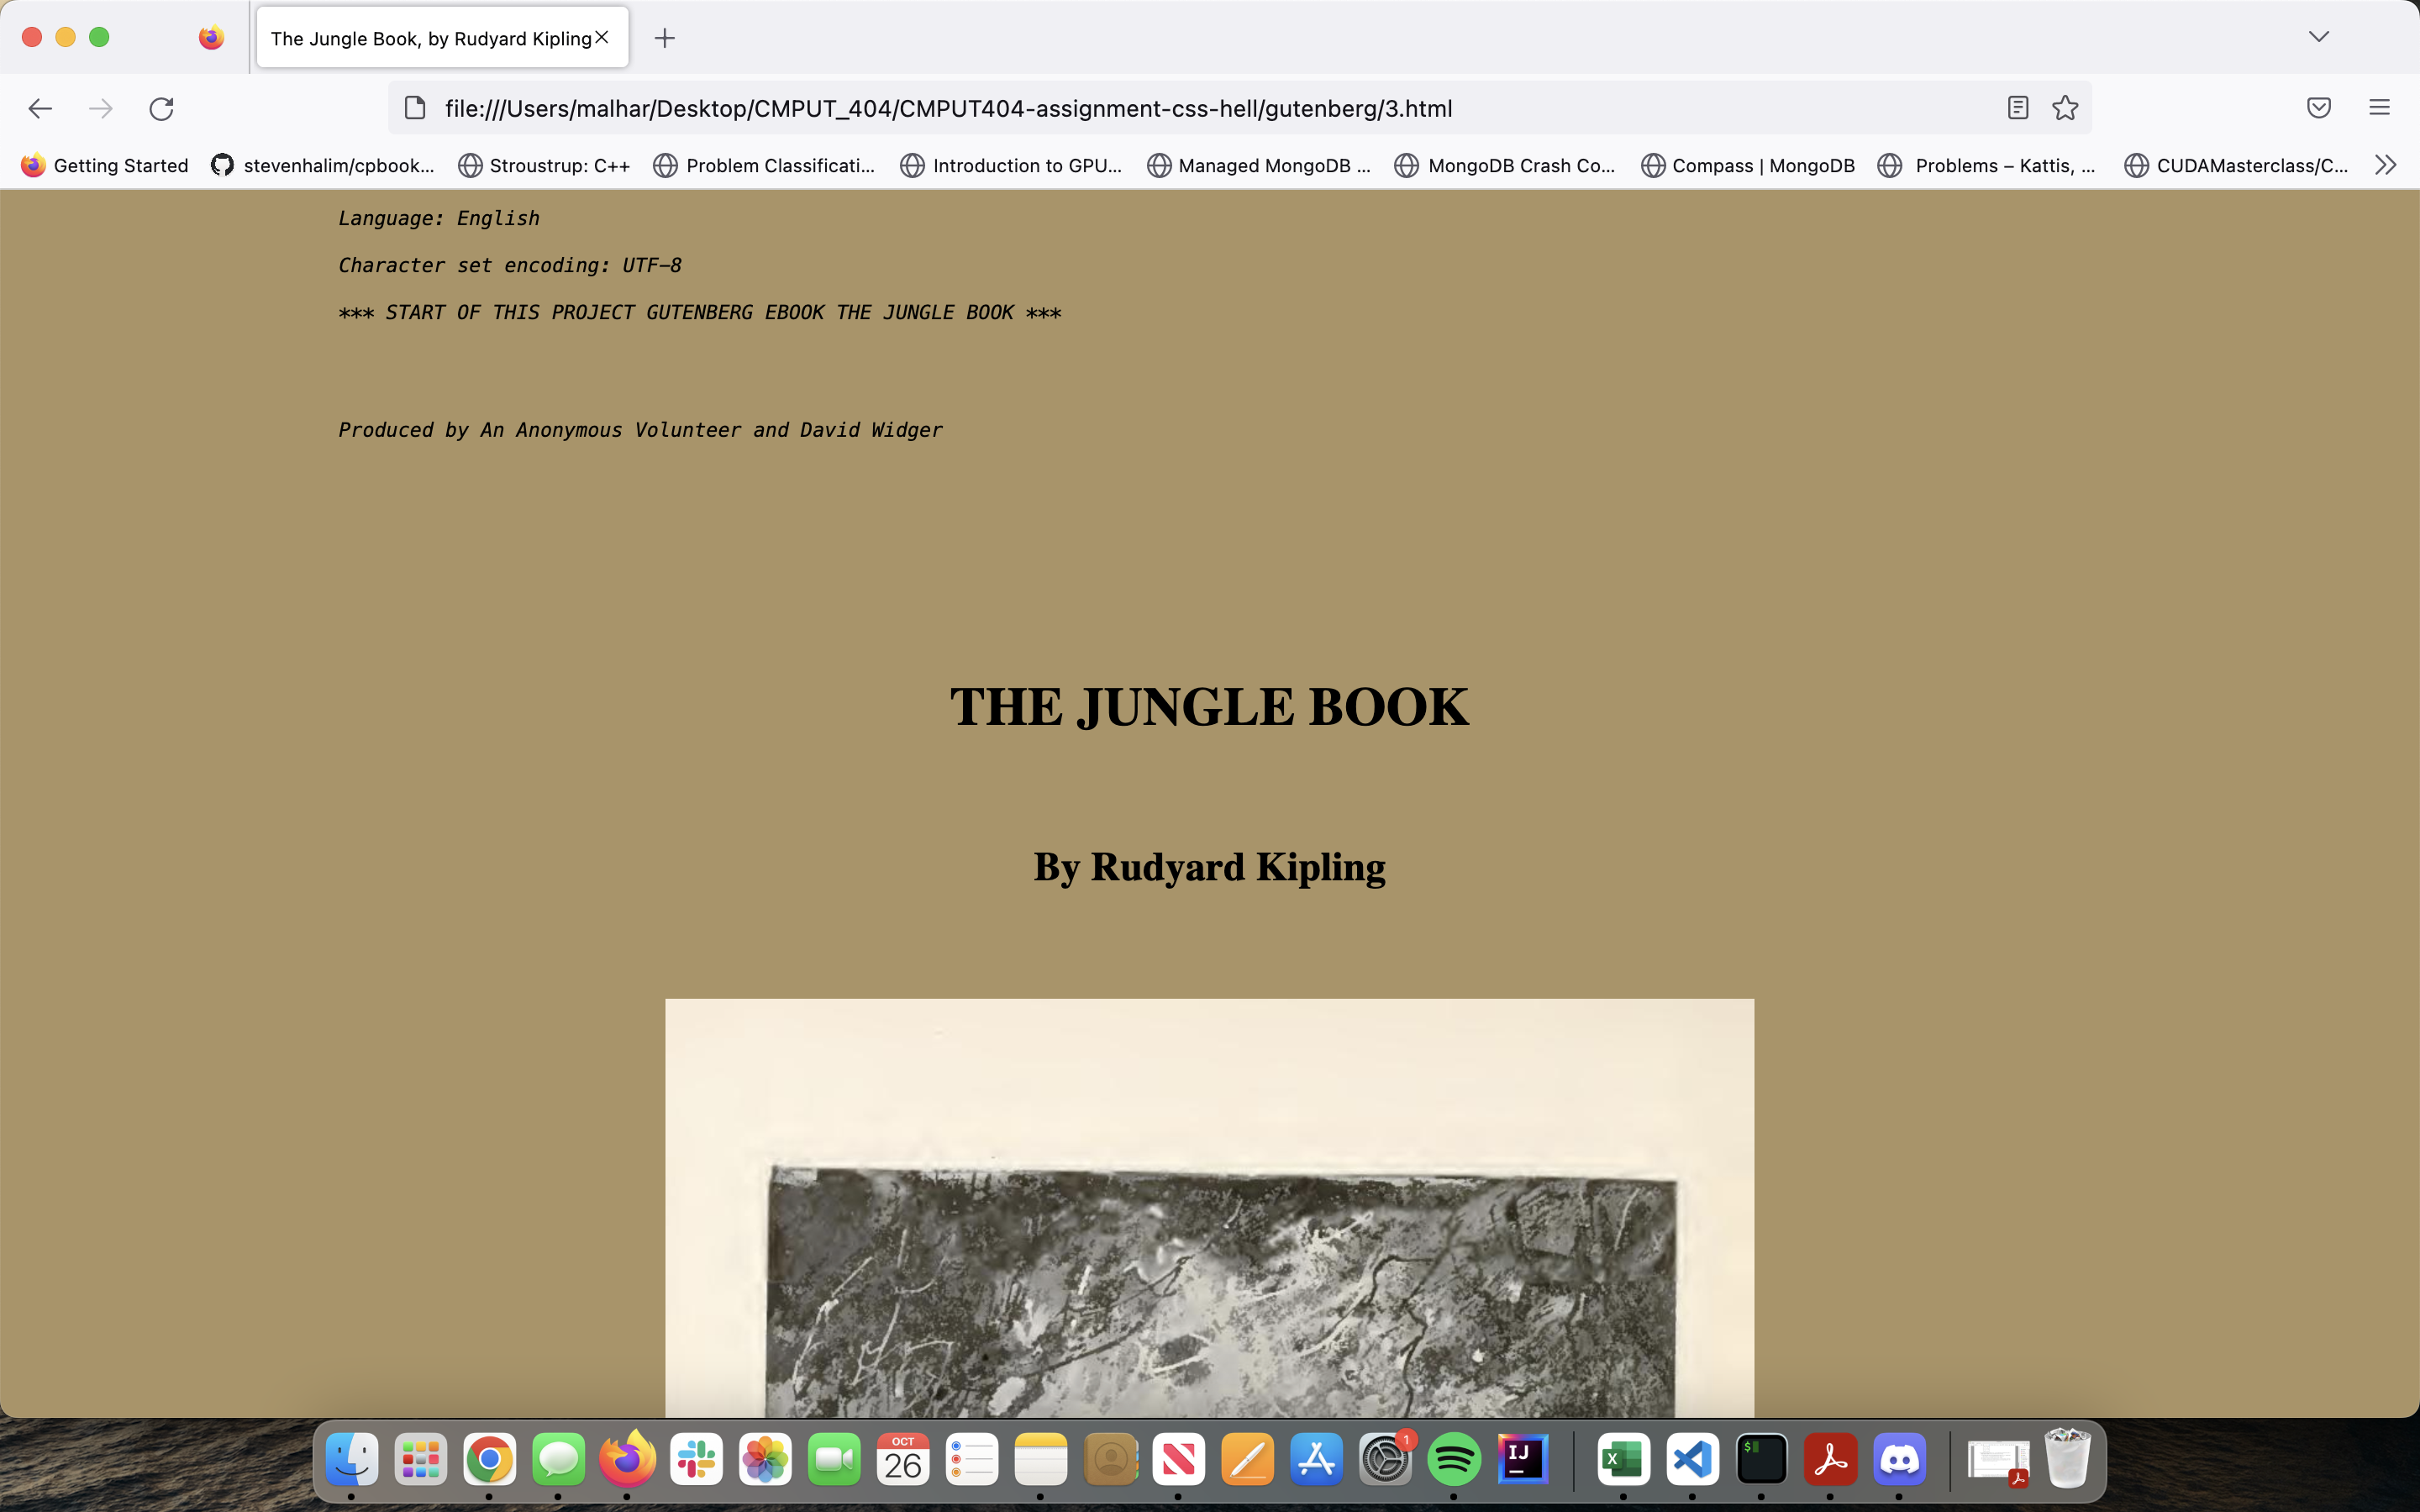 The Jungle Book, by Rudyard Kipling
file:///Users/malhar/Desktop/CMPUT_404/CMPUT404-assignment-css-hell/gutenberg/3.html
Getting Started stevenhalim/cpbook... Stroustrup: C++ Problem Classificati... Introduction to GPU... Managed MongoDB ... MongoDB Crash Co... Compass | MongoDB Problems – Kattis, ... CUDAMasterclass/C...
Language: English
Character set encoding: UTF-8
*** START OF THIS PROJECT GUTENBERG EBOOK THE JUNGLE BOOK ***
Produced by An Anonymous Volunteer and David Widger
THE JUNGLE BOOK
By Rudyard Kipling
OCT
26
1
IJ
X
$